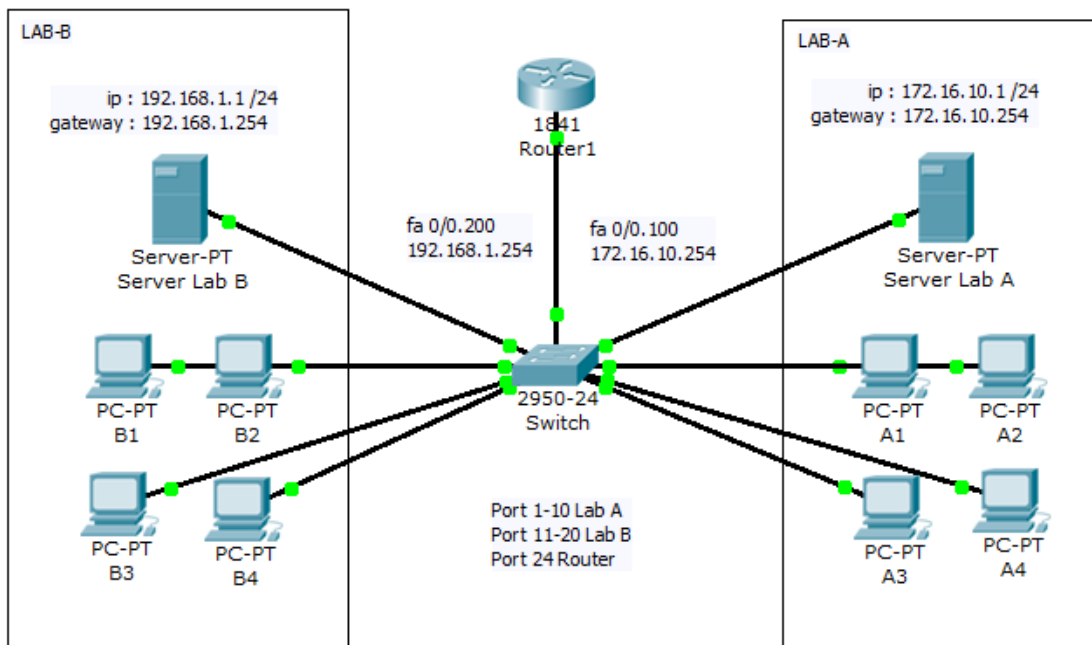 LAB-B
ip : 192.168.1.1 /24
gateway : 192.168.1.254
Server-PT
Server Lab B
PC-PT
B1
PC-PT
B2
PC-PT
B3
PC-PT
B4
1841
Router1
fa 0/0.200
192.168.1.254
fa 0/0.100
172.16.10.254
2950-24
Switch
Port 1-10 Lab A
Port 11-20 Lab B
Port 24 Router
LAB-A
ip : 172.16.10.1 /24
gateway : 172.16.10.254
Server-PT
Server Lab A
PC-PT
A1
PC-PT
A2
PC-PT
A3
PC-PT
A4